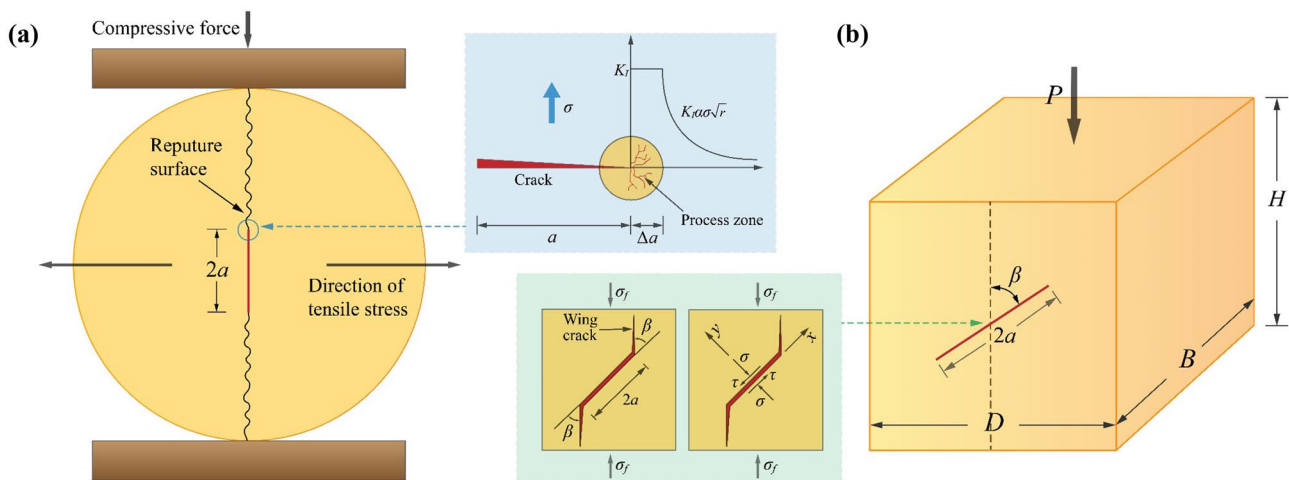 (a)
Compressive force
Reputure
surface
2a
Direction of
tensile stress
σ
K_I
K_Iασ√r
Crack
Process zone
a
Δa
σ_f
σ_f
Wing
crack
β
2a
β
σ_f
σ_f
y
x
σ
τ
τ
σ
(b)
P
H
β
2a
B
D